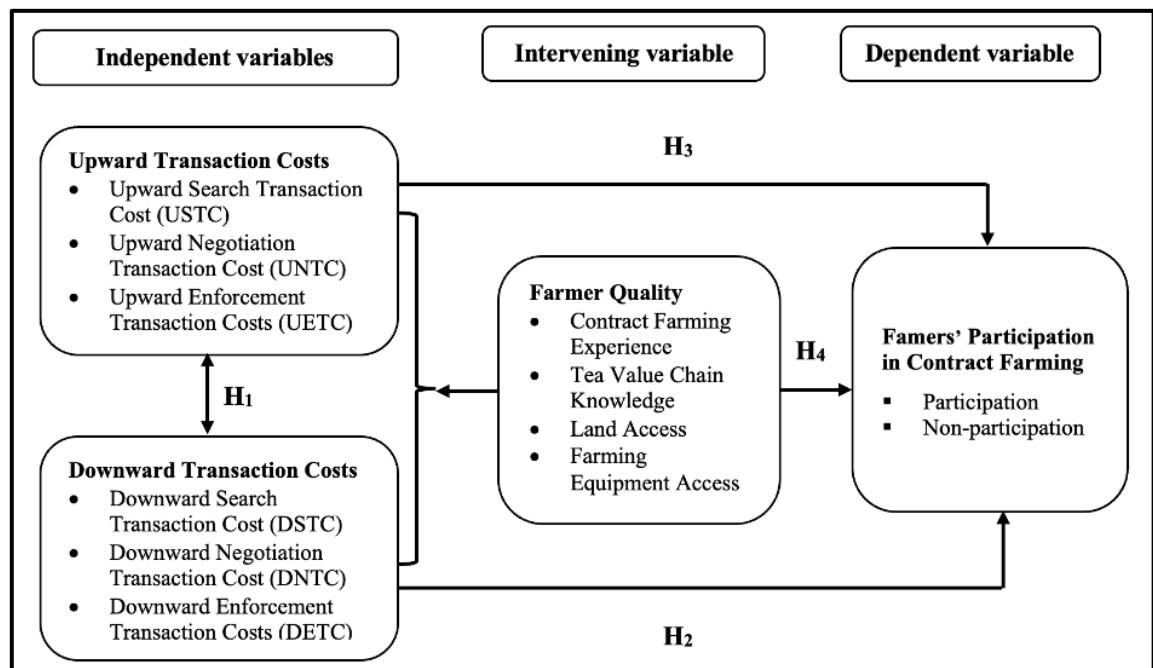 Independent variables
Intervening variable
Dependent variable
H3
Upward Transaction Costs
• Upward Search Transaction
Cost (USTC)
• Upward Negotiation
Transaction Cost (UNTC)
• Upward Enforcement
Transaction Costs (UETC)
H1
Downward Transaction Costs
• Downward Search
Transaction Cost (DSTC)
• Downward Negotiation
Transaction Cost (DNTC)
• Downward Enforcement
Transaction Costs (DETC)
Farmer Quality
• Contract Farming
Experience
• Tea Value Chain
Knowledge
• Land Access
• Farming
Equipment Access
H4
Famers’ Participation
in Contract Farming
▪ Participation
▪ Non-participation
H2